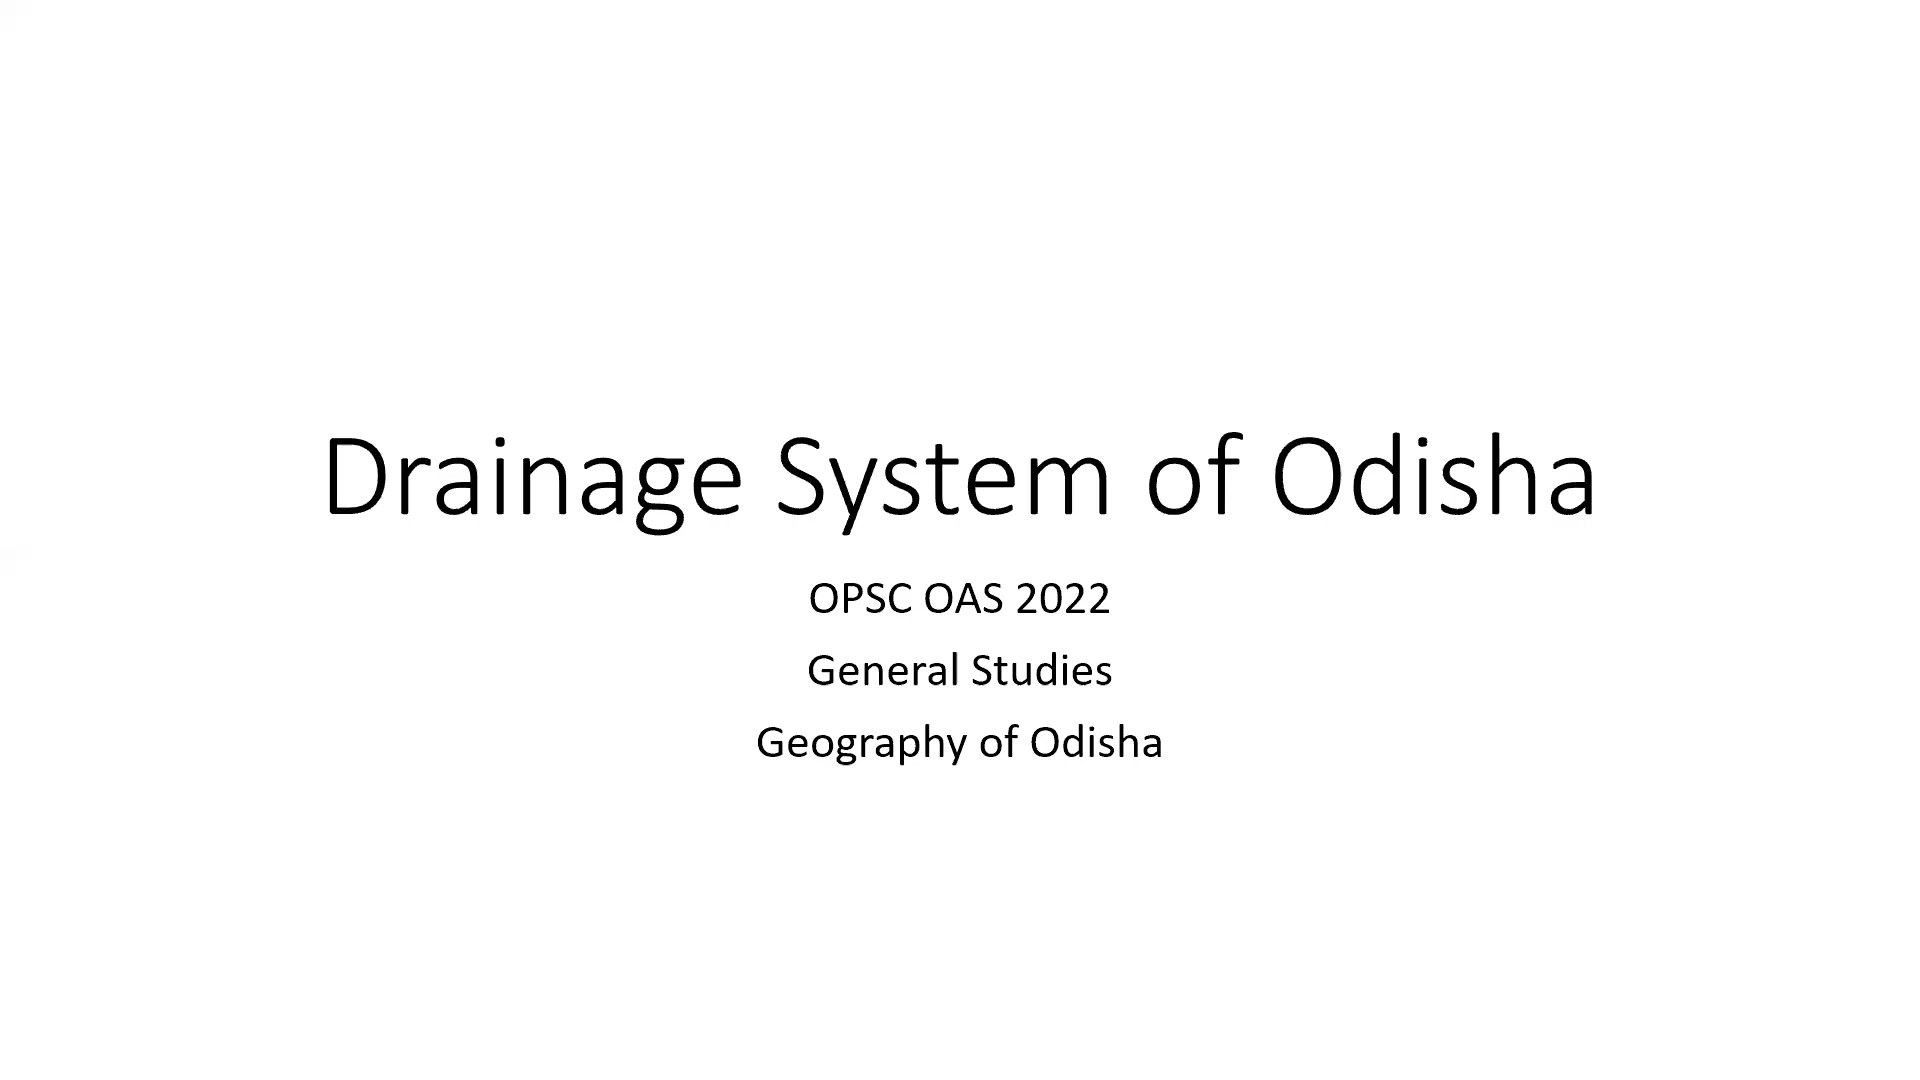 Drainage System of Odisha
OPSC OAS 2022
General Studies
Geography of Odisha